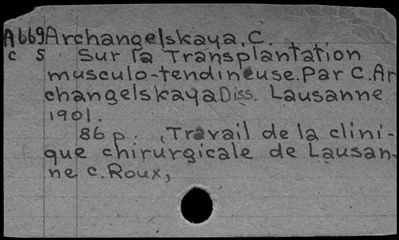 A669 Archangelskaya, C.
c s Sur la Transplantation
musculo-tendineuse. Par C. Ar
changelskaya Diss. Lausanne
1901.
86 p. , Travail de la clini-
que chirurgicale de Lausan-
ne C. Roux,